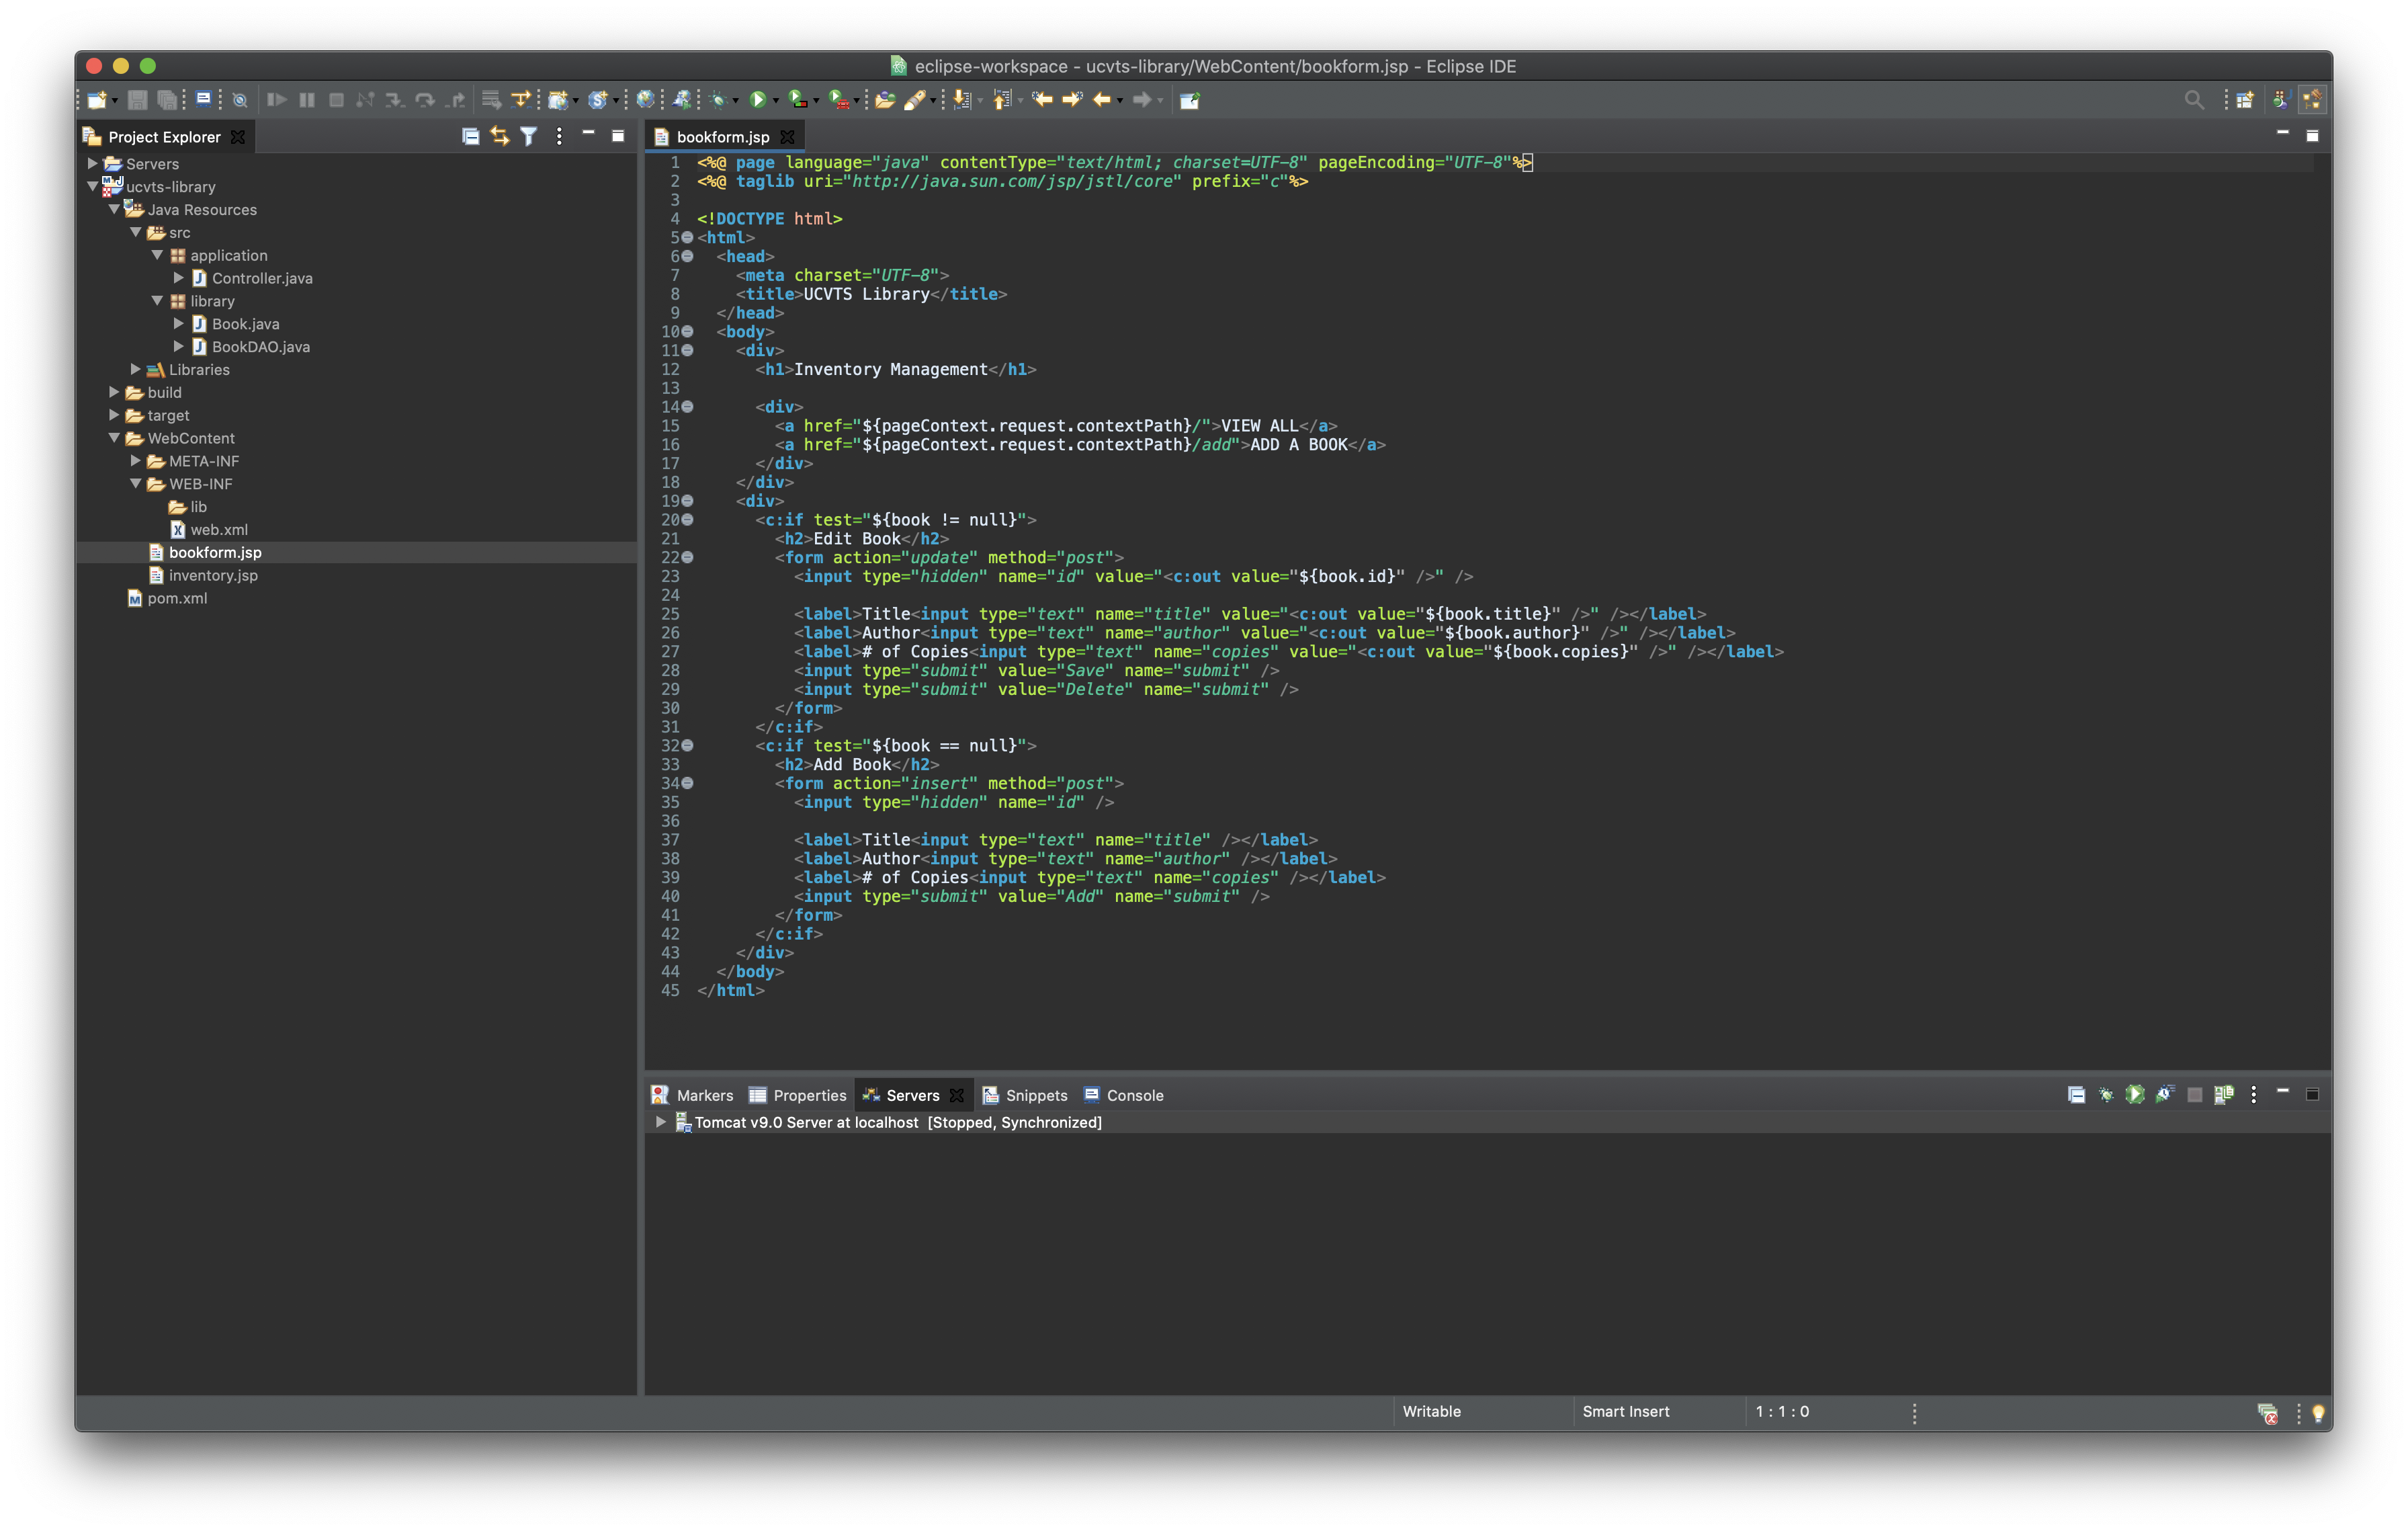 eclipse-workspace - ucvts-library/WebContent/bookform.jsp - Eclipse IDE
Project Explorer
Servers
ucvts-library
Java Resources
src
application
Controller.java
library
Book.java
BookDAO.java
Libraries
build
target
WebContent
META-INF
WEB-INF
lib
web.xml
bookform.jsp
inventory.jsp
pom.xml
bookform.jsp
1 <%@ page language="java" contentType="text/html; charset=UTF-8" pageEncoding="UTF-8"%>
2 <%@ taglib uri="http://java.sun.com/jsp/jstl/core" prefix="c"%>
3
4 <!DOCTYPE html>
5 <html>
6 <head>
7 <meta charset="UTF-8">
8 <title>UCVTS Library</title>
9 </head>
10 <body>
11 <div>
12 <h1>Inventory Management</h1>
13
14 <div>
15 <a href="${pageContext.request.contextPath}/">VIEW ALL</a>
16 <a href="${pageContext.request.contextPath}/add">ADD A BOOK</a>
17 </div>
18 </div>
19 <div>
20 <c:if test="${book != null}">
21 <h2>Edit Book</h2>
22 <form action="update" method="post">
23 <input type="hidden" name="id" value="<c:out value="${book.id}" />" />
24
25 <label>Title<input type="text" name="title" value="<c:out value="${book.title}" />" /></label>
26 <label>Author<input type="text" name="author" value="<c:out value="${book.author}" />" /></label>
27 <label># of Copies<input type="text" name="copies" value="<c:out value="${book.copies}" />" /></label>
28 <input type="submit" value="Save" name="submit" />
29 <input type="submit" value="Delete" name="submit" />
30 </form>
31 </c:if>
32 <c:if test="${book == null}">
33 <h2>Add Book</h2>
34 <form action="insert" method="post">
35 <input type="hidden" name="id" />
36
37 <label>Title<input type="text" name="title" /></label>
38 <label>Author<input type="text" name="author" /></label>
39 <label># of Copies<input type="text" name="copies" /></label>
40 <input type="submit" value="Add" name="submit" />
41 </form>
42 </c:if>
43 </div>
44 </body>
45 </html>
Markers Properties Servers Snippets Console
Tomcat v9.0 Server at localhost [Stopped, Synchronized]
Writable Smart Insert 1 : 1 : 0